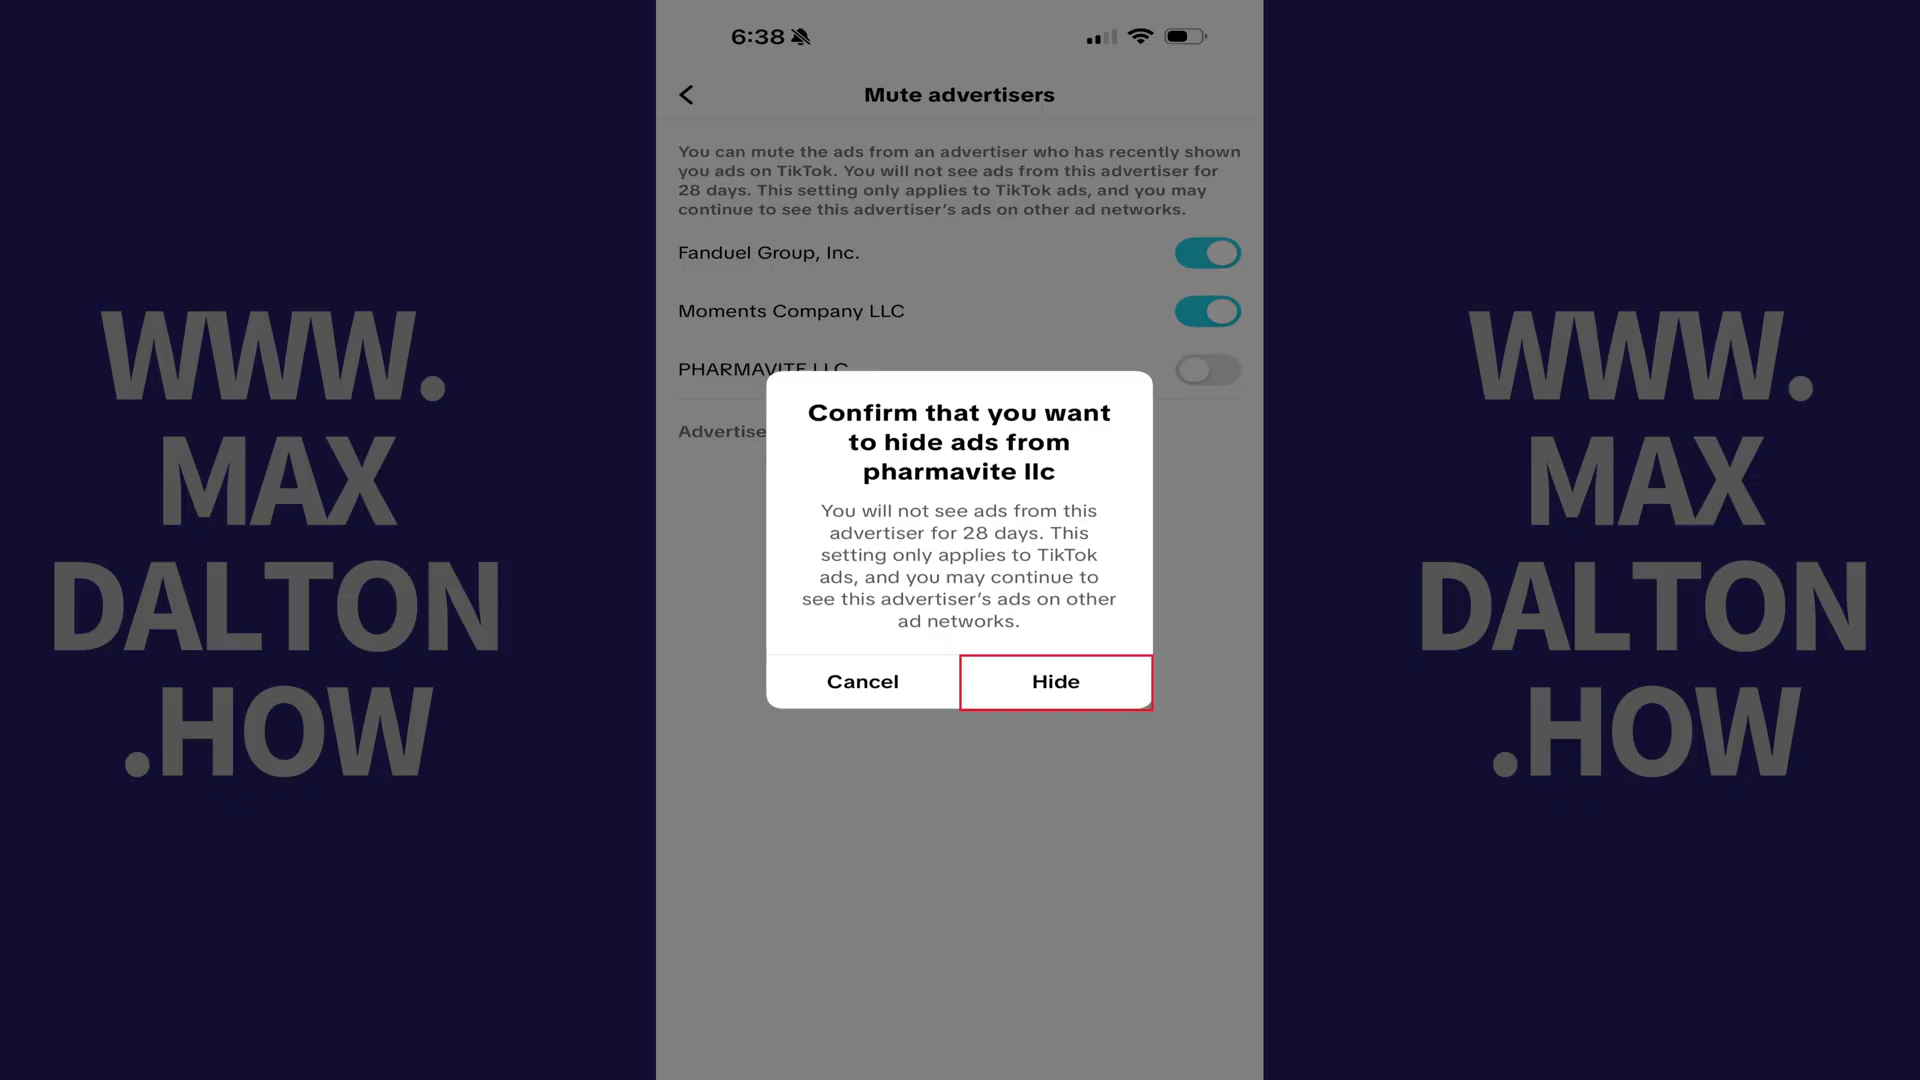 6:38
Mute advertisers
You can mute the ads from an advertiser who has recently shown
you ads on TikTok. You will not see ads from this advertiser for
28 days. This setting only applies to TikTok ads, and you may
continue to see this advertiser's ads on other ad networks.
Fanduel Group, Inc.
Moments Company LLC
PHARMAVITE LLC
Advertise
Confirm that you want
to hide ads from
pharmavite llc
You will not see ads from this
advertiser for 28 days. This
setting only applies to TikTok
ads, and you may continue to
see this advertiser's ads on other
ad networks.
Cancel
Hide
WWW.
MAX
DALTON
.HOW
WWW.
MAX
DALTON
.HOW